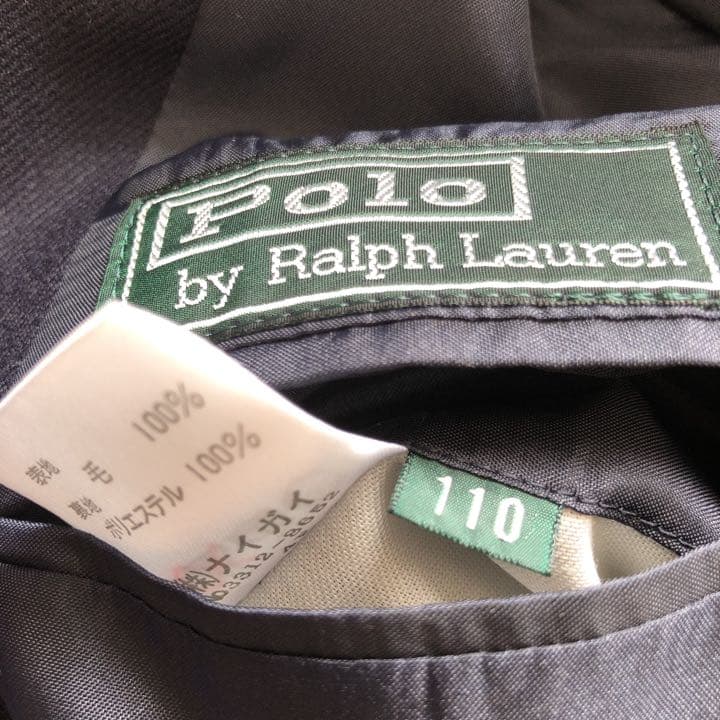 Polo
by Ralph Lauren
表地 毛 100%
裏地 ポリエステル 100%
㈱ナイガイ
110